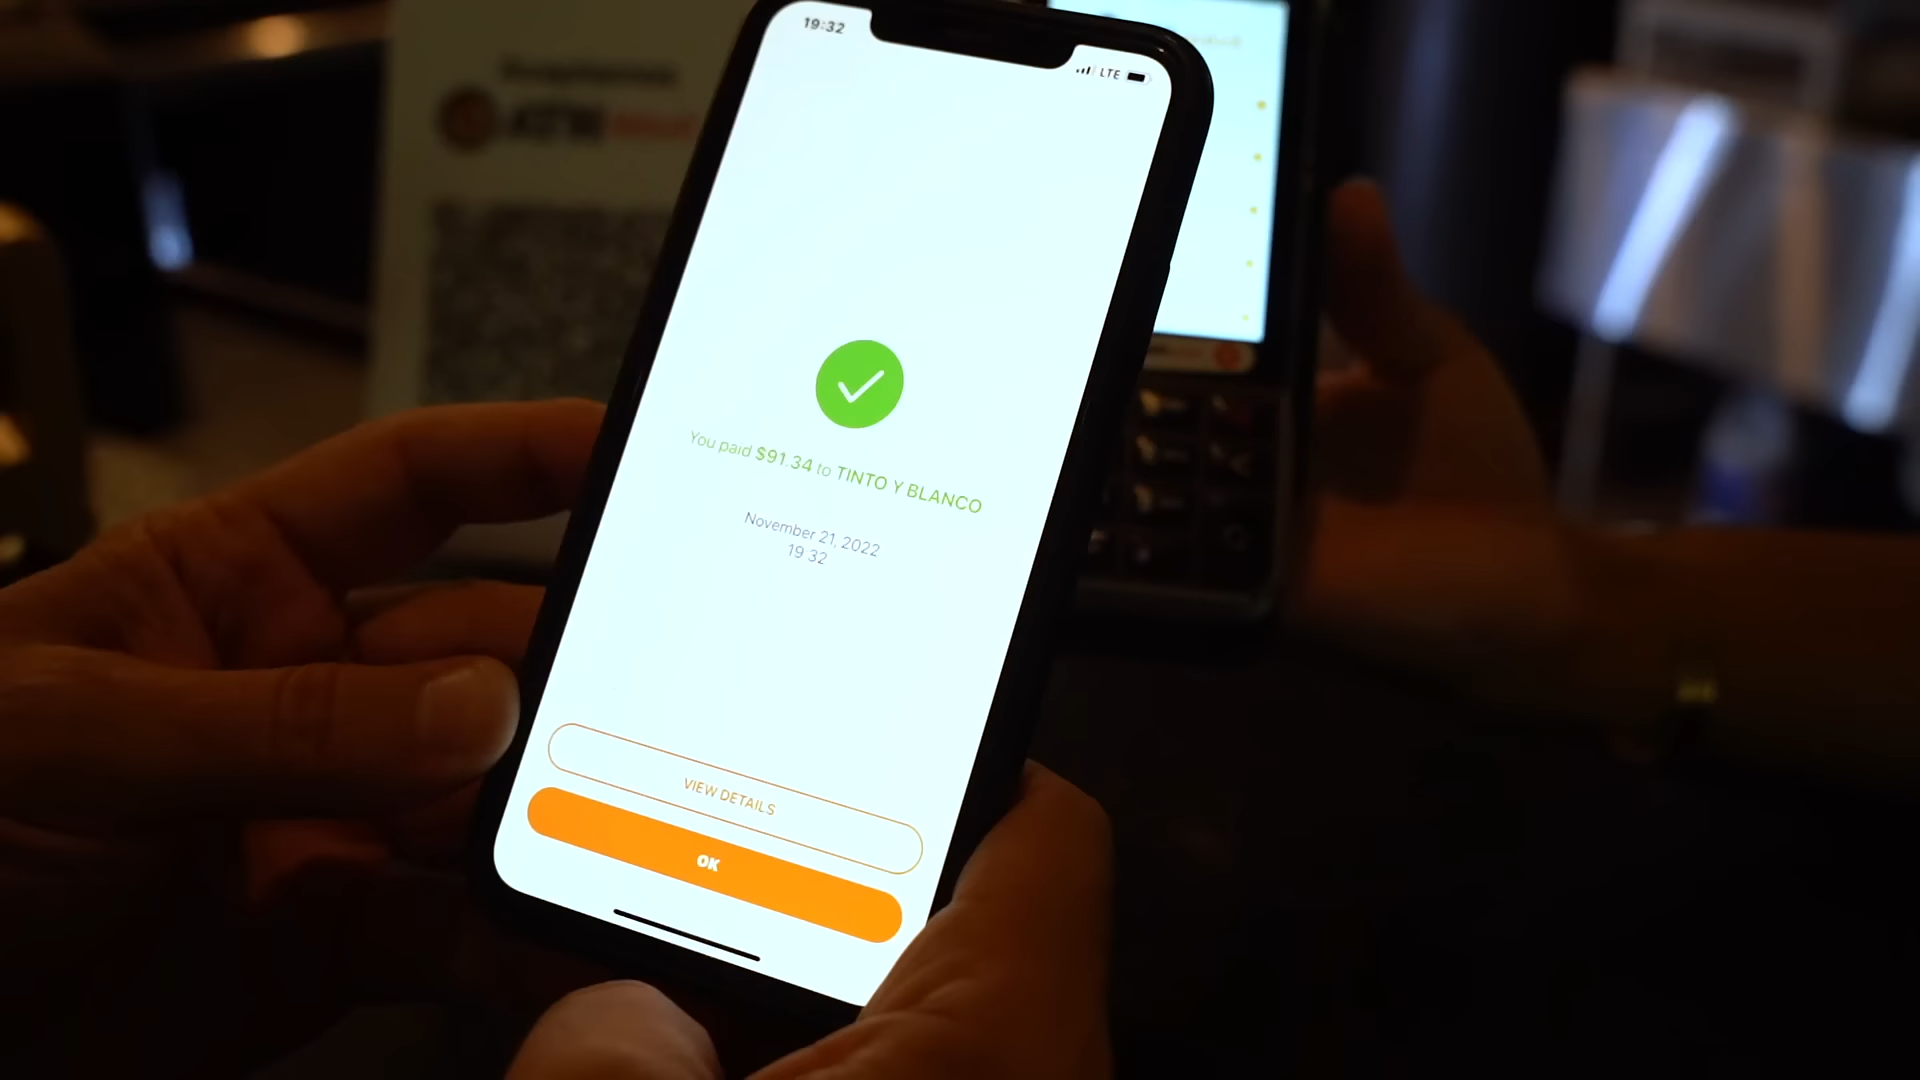 19:32
LTE
You paid $91.34 to TINTO Y BLANCO
November 21, 2022
19:32
VIEW DETAILS
OK